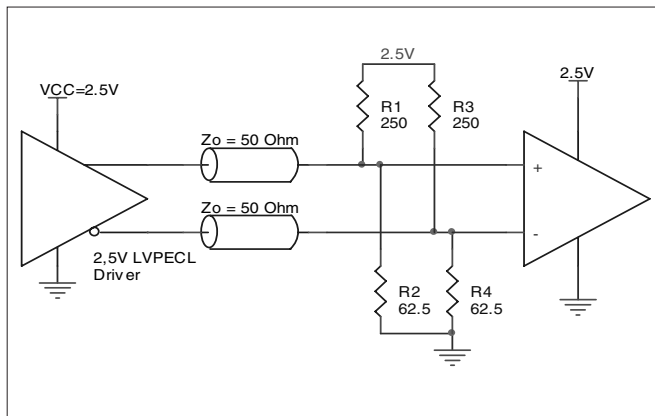 2.5V
2.5V
VCC=2.5V
R1
250
R3
250
Zo = 50 Ohm
+
Zo = 50 Ohm
-
2,5V LVPECL
Driver
R2
62.5
R4
62.5